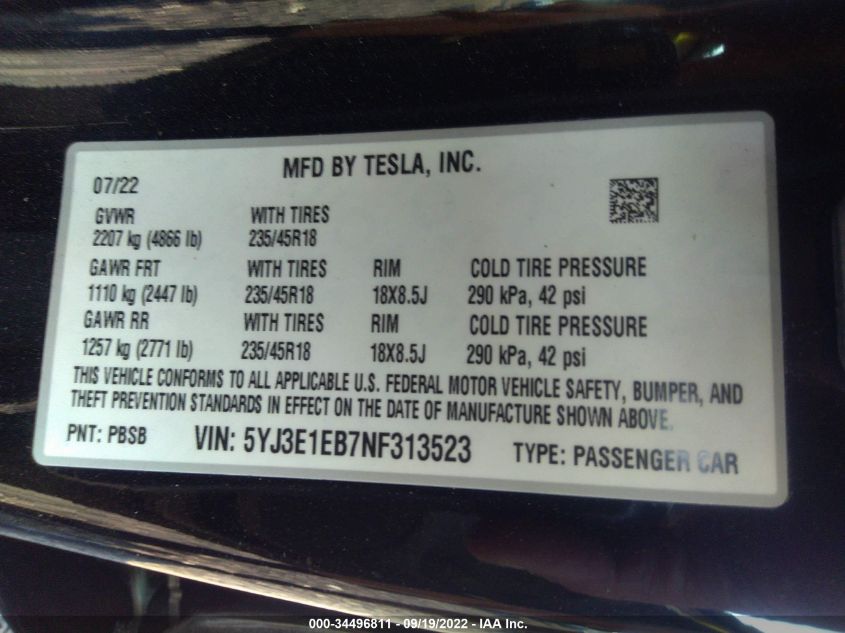 MFD BY TESLA, INC.
07/22
GVWR WITH TIRES
2207 kg (4866 lb) 235/45R18
GAWR FRT WITH TIRES RIM COLD TIRE PRESSURE
1110 kg (2447 lb) 235/45R18 18X8.5J 290 kPa, 42 psi
GAWR RR WITH TIRES RIM COLD TIRE PRESSURE
1257 kg (2771 lb) 235/45R18 18X8.5J 290 kPa, 42 psi
THIS VEHICLE CONFORMS TO ALL APPLICABLE U.S. FEDERAL MOTOR VEHICLE SAFETY, BUMPER, AND
THEFT PREVENTION STANDARDS IN EFFECT ON THE DATE OF MANUFACTURE SHOWN ABOVE.
PNT: PBSB VIN: 5YJ3E1EB7NF313523 TYPE: PASSENGER CAR
000-34496811 - 09/19/2022 - IAA Inc.